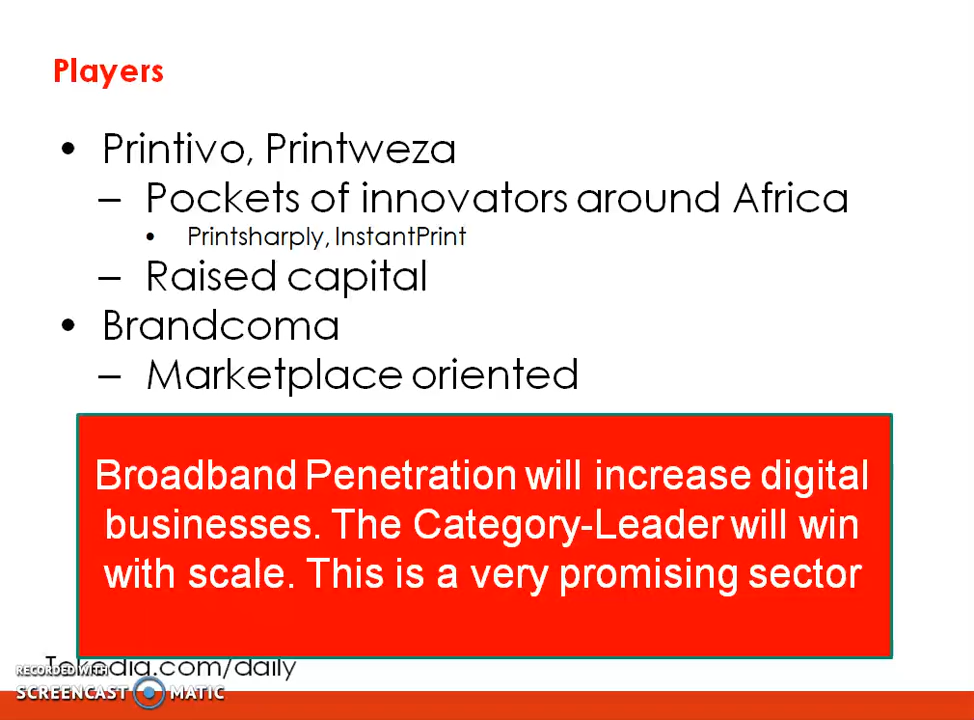 Players
• Printivo, Printweza
– Pockets of innovators around Africa
• Printsharply, InstantPrint
– Raised capital
• Brandcoma
– Marketplace oriented
Broadband Penetration will increase digital
businesses. The Category-Leader will win
with scale. This is a very promising sector
Tekedia.com/daily
RECORDED WITH
SCREENCAST MATIC